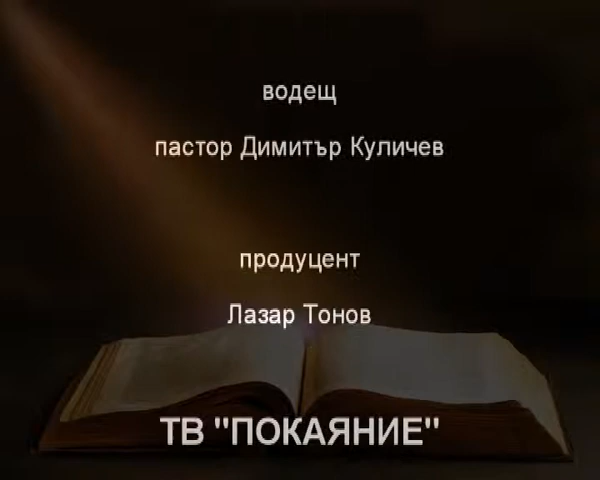 водещ
пастор Димитър Куличев
продуцент
Лазар Тонов
ТВ "ПОКАЯНИЕ"